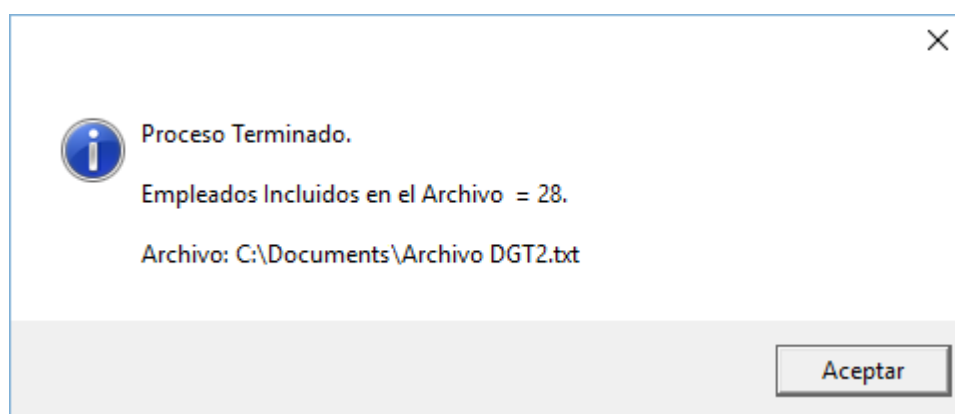 Proceso Terminado.
Empleados Incluidos en el Archivo  = 28.
Archivo: C:\Documents\Archivo DGT2.txt
Aceptar